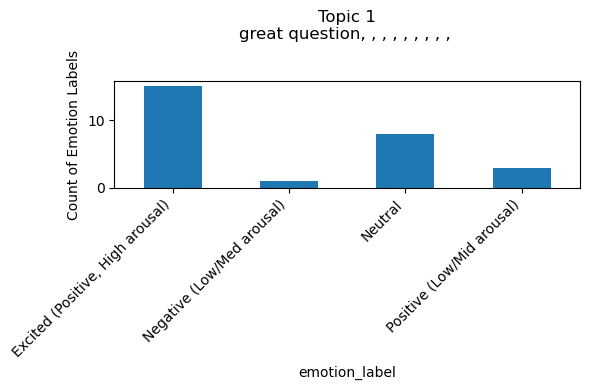 Topic 1
great question, , , , , , , , ,
Count of Emotion Labels
10
0
Excited (Positive, High arousal)
Negative (Low/Med arousal)
Neutral
Positive (Low/Mid arousal)
emotion_label